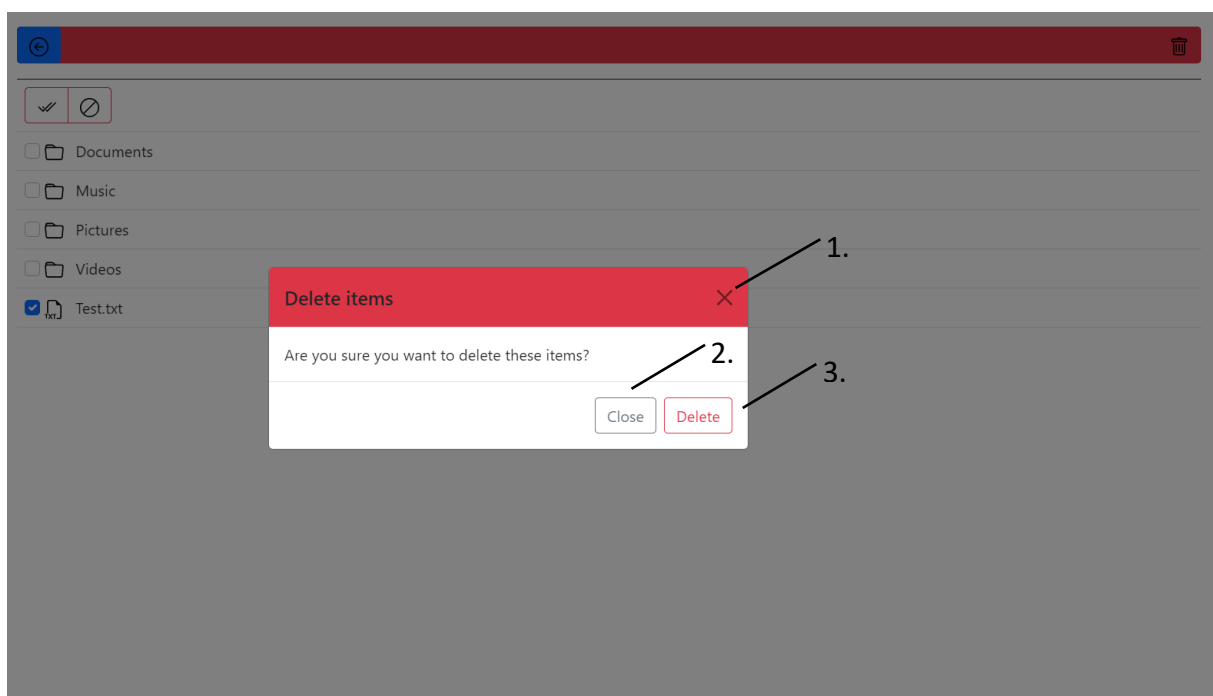 Documents
Music
Pictures
1.
Videos
Delete items
Test.txt
TXT
Are you sure you want to delete these items?
2.
3.
Close
Delete